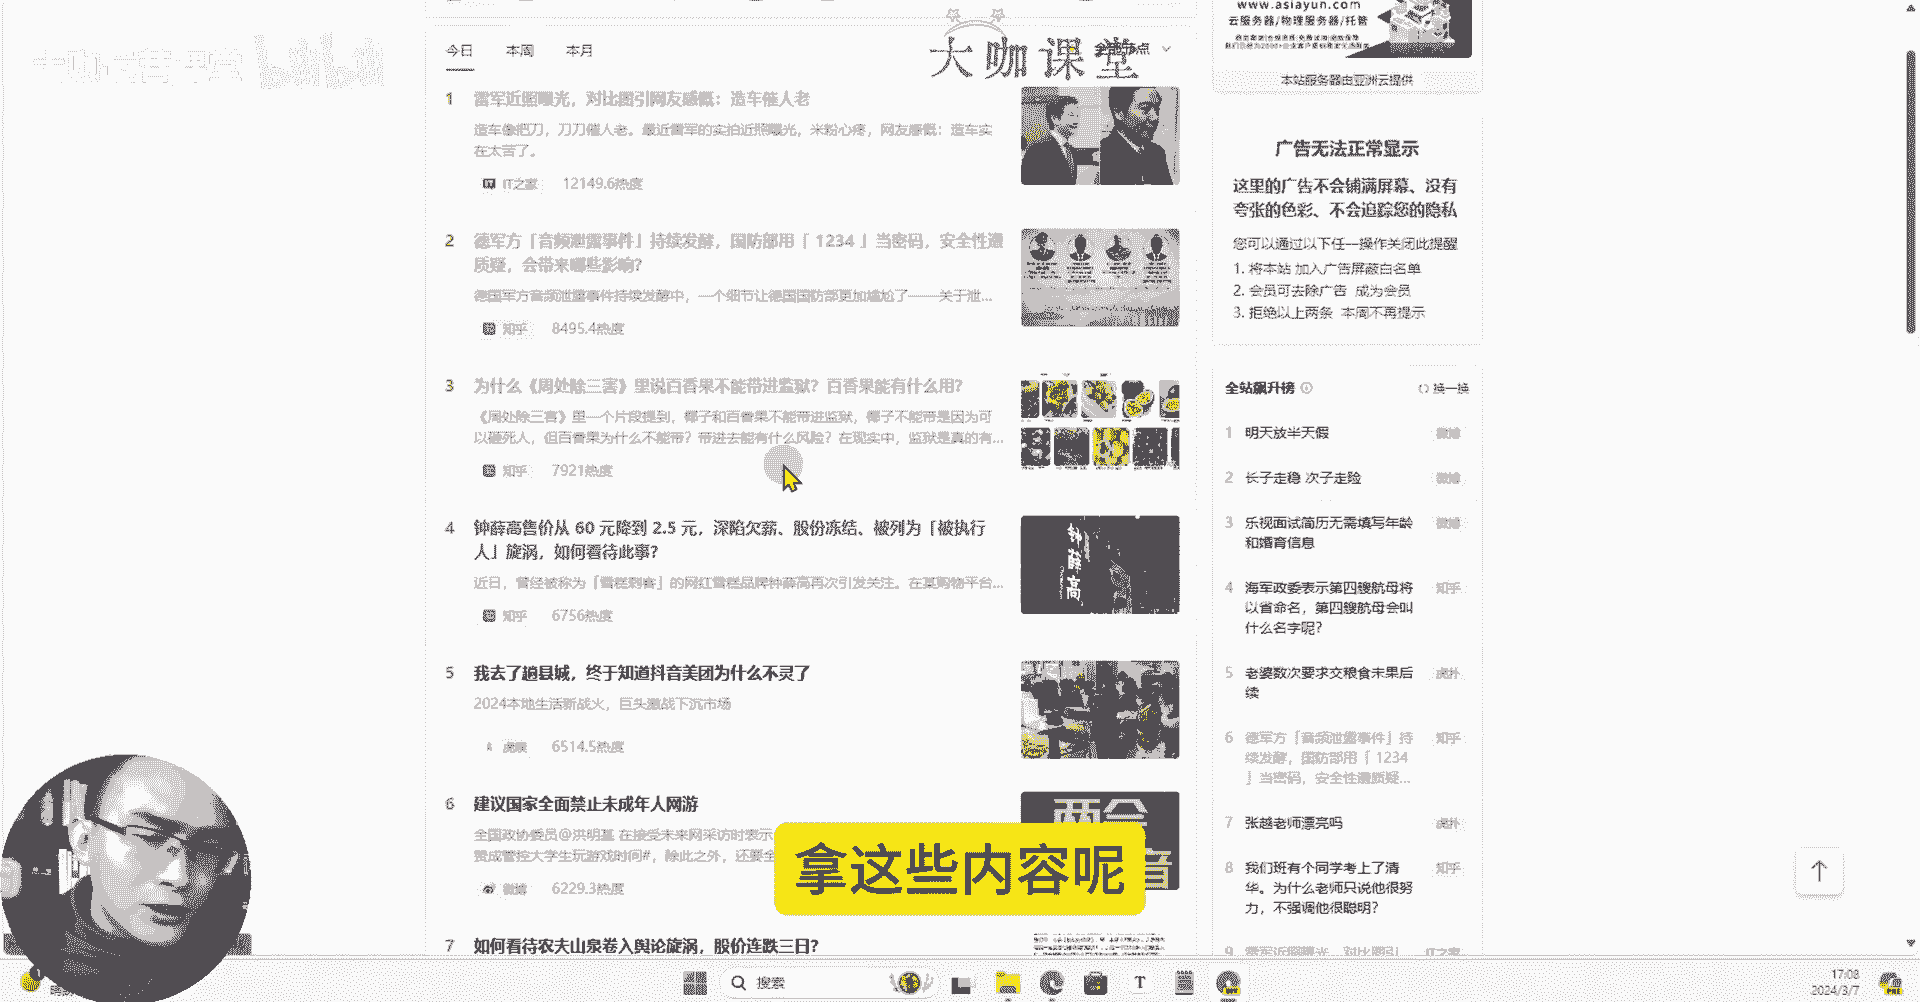 大咖课堂
今日 本周 本月
1 雷军近照曝光，对比图引网友感慨：造车催人老
造车像把刀，刀刀催人老。最近雷军的实拍近照曝光，米粉心疼，网友感慨：造车实
在太苦了。
IT之家 12149.6热度
2 德军方「音频泄露事件」持续发酵，国防部用「 1234 」当密码，安全性遭
质疑，会带来哪些影响？
德国军方音频泄露事件持续发酵中，一个细节让德国国防部更加尴尬了——关于泄...
知乎 8495.4热度
3 为什么《周处除三害》里说百香果不能带进监狱？百香果能有什么用？
《周处除三害》里一个片段提到，椰子和百香果不能带进监狱，椰子不能带是因为可
以砸死人，但百香果为什么不能带？带进去能有什么风险？在现实中，监狱是真的有...
知乎 7921热度
4 钟薛高售价从 60 元降到 2.5 元，深陷欠薪、股份冻结、被列为「被执行
人」旋涡，如何看待此事？
近日，曾经被称为「雪糕刺客」的网红雪糕品牌钟薛高再次引发关注。在某购物平台...
知乎 6756热度
钟薛高
5 我去了趟县城，终于知道抖音美团为什么不灵了
2024本地生活新战火，巨头激战下沉市场
虎嗅 6514.5热度
6 建议国家全面禁止未成年人网游
全国政协委员@洪明基 在接受未来网采访时表示
赞成管控大学生玩游戏时间#，除此之外，还要全
微博 6229.3热度
两会
音
7 如何看待农夫山泉卷入舆论旋涡，股价连跌三日？
www.asiayun.com
云服务器/物理服务器/托管
本站服务器由亚洲云提供
广告无法正常显示
这里的广告不会铺满屏幕、没有
夸张的色彩、不会追踪您的隐私
您可以通过以下任一操作关闭此提醒
1. 将本站 加入广告屏蔽白名单
2. 会员可去除广告 成为会员
3. 拒绝以上两条 本周不再提示
全站飙升榜 换一换
1 明天放半天假 微博
2 长子走稳 次子走险 微博
3 乐视面试简历无需填写年龄 微博
和婚育信息
4 海军政委表示第四艘航母将 知乎
以省命名，第四艘航母会叫
什么名字呢？
5 老婆数次要求交粮食未果后 虎扑
续
6 德军方「音频泄露事件」持 知乎
续发酵，国防部用「 1234
」当密码，安全性遭质疑...
7 张越老师漂亮吗 虎扑
8 我们班有个同学考上了清 知乎
华。为什么老师只说他很努
力，不强调他很聪明？
9 雷军近照曝光，对比图引 IT之家
拿这些内容呢
搜索
17:08
2024/3/7